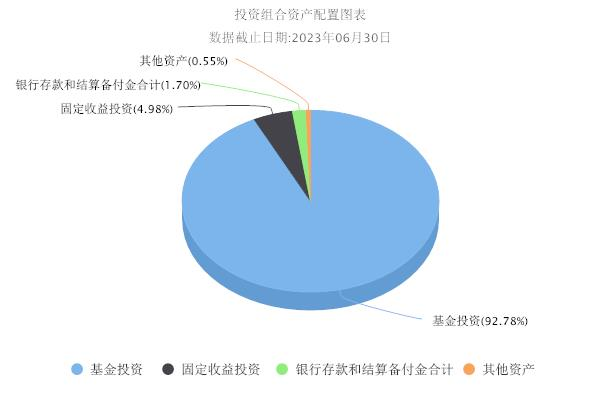 投资组合资产配置图表
数据截止日期:2023年06月30日
其他资产(0.55%)
银行存款和结算备付金合计(1.70%)
固定收益投资(4.98%)
基金投资(92.78%)
基金投资 固定收益投资 银行存款和结算备付金合计 其他资产